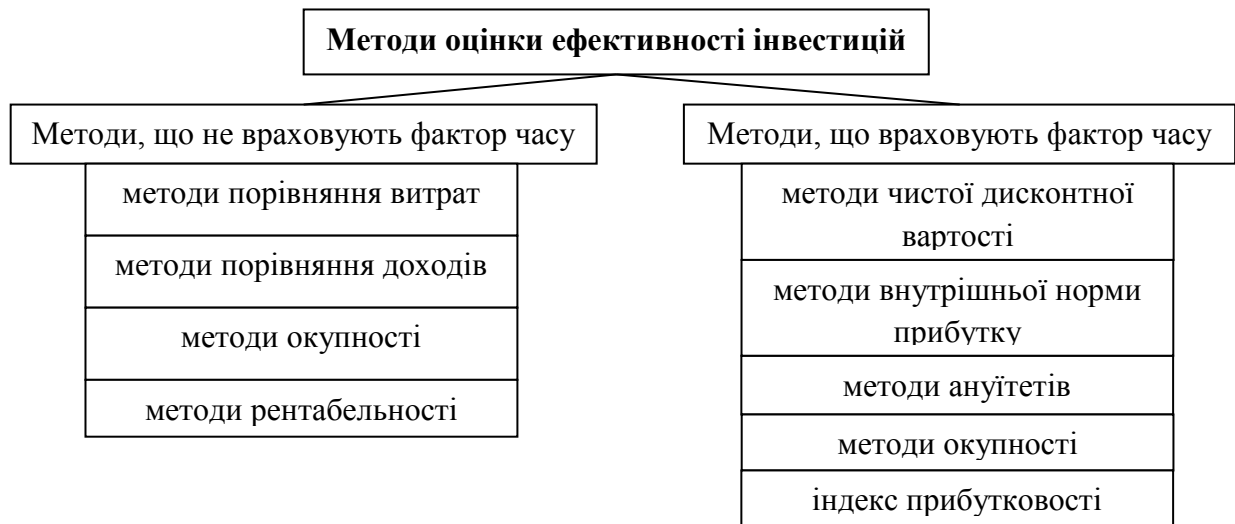 Методи оцінки ефективності інвестицій
Методи, що не враховують фактор часу
методи порівняння витрат
методи порівняння доходів
методи окупності
методи рентабельності
Методи, що враховують фактор часу
методи чистої дисконтної
вартості
методи внутрішньої норми
прибутку
методи ануїтетів
методи окупності
індекс прибутковості